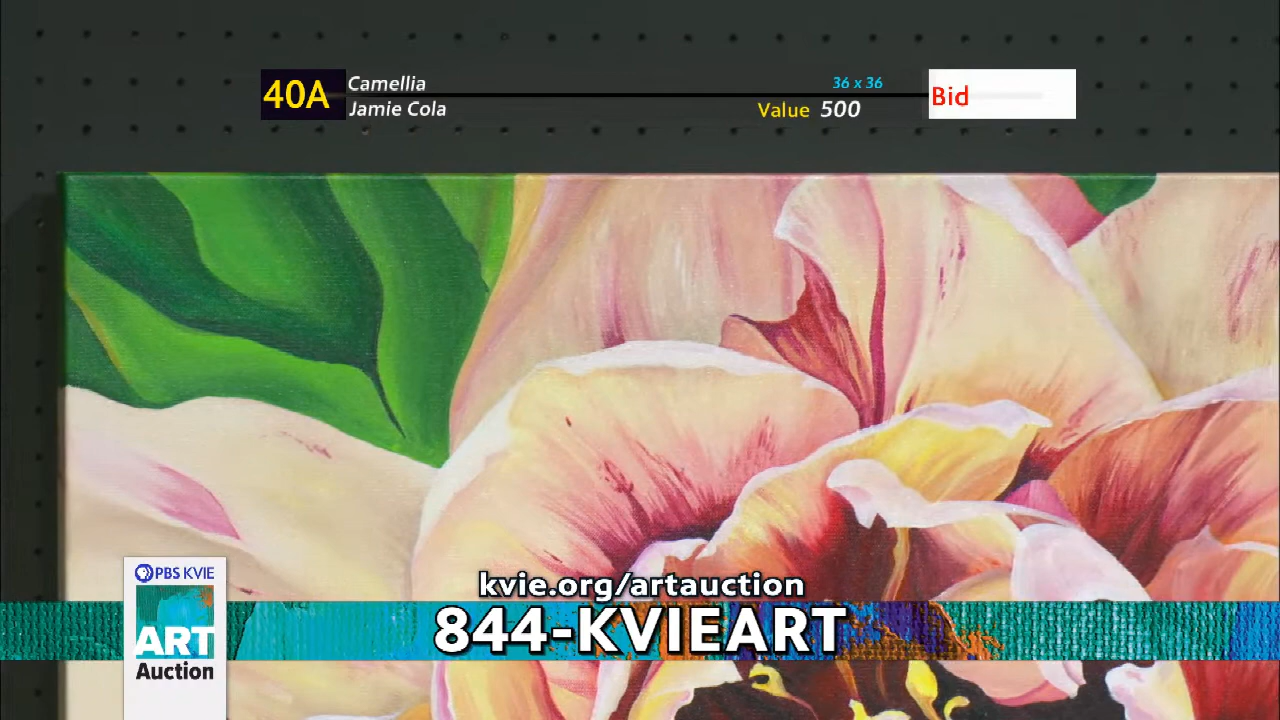 40A
Camellia
Jamie Cola
36 x 36
Value 500
Bid
PBS KVIE
ART
Auction
kvie.org/artauction
844-KVIEART